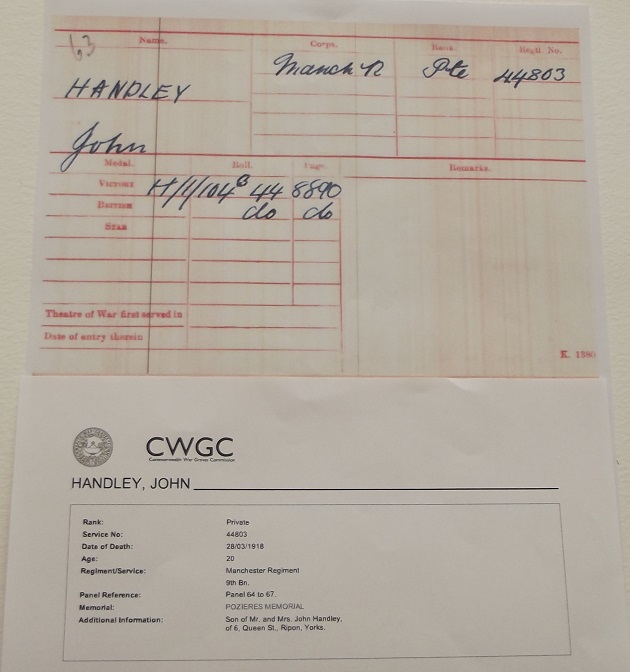 63
Name. Corps. Rank. Regtl. No.
Manch R Pte 44803
HANDLEY
John
Medal. Roll. Page. Remarks.
Victory H/1/104B 44 8890
British do do
Star
Theatre of War first served in
Date of entry therein
K. 1380
CWGC
Commonwealth War Graves Commission
HANDLEY, JOHN
Rank: Private
Service No: 44803
Date of Death: 28/03/1918
Age: 20
Regiment/Service: Manchester Regiment
9th Bn.
Panel Reference: Panel 64 to 67.
Memorial: POZIERES MEMORIAL
Additional Information: Son of Mr. and Mrs. John Handley,
of 6, Queen St., Ripon, Yorks.